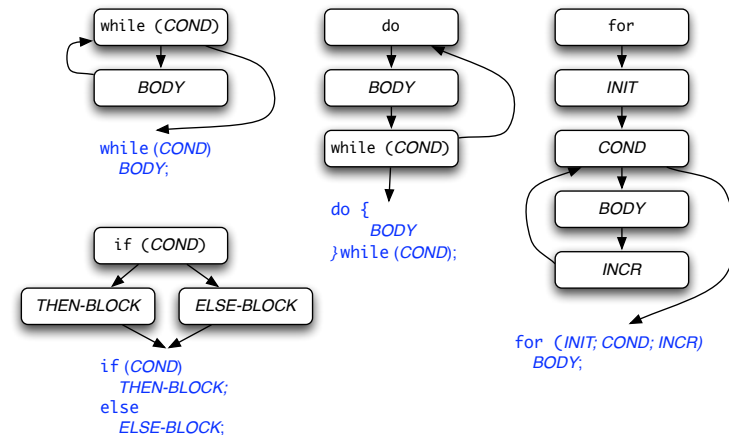 while (COND)
BODY
while (COND)
BODY;
do
BODY
while (COND)
do {
BODY
}while (COND);
for
INIT
COND
BODY
INCR
for (INIT; COND; INCR)
BODY;
if (COND)
THEN-BLOCK
ELSE-BLOCK
if (COND)
THEN-BLOCK;
else
ELSE-BLOCK;